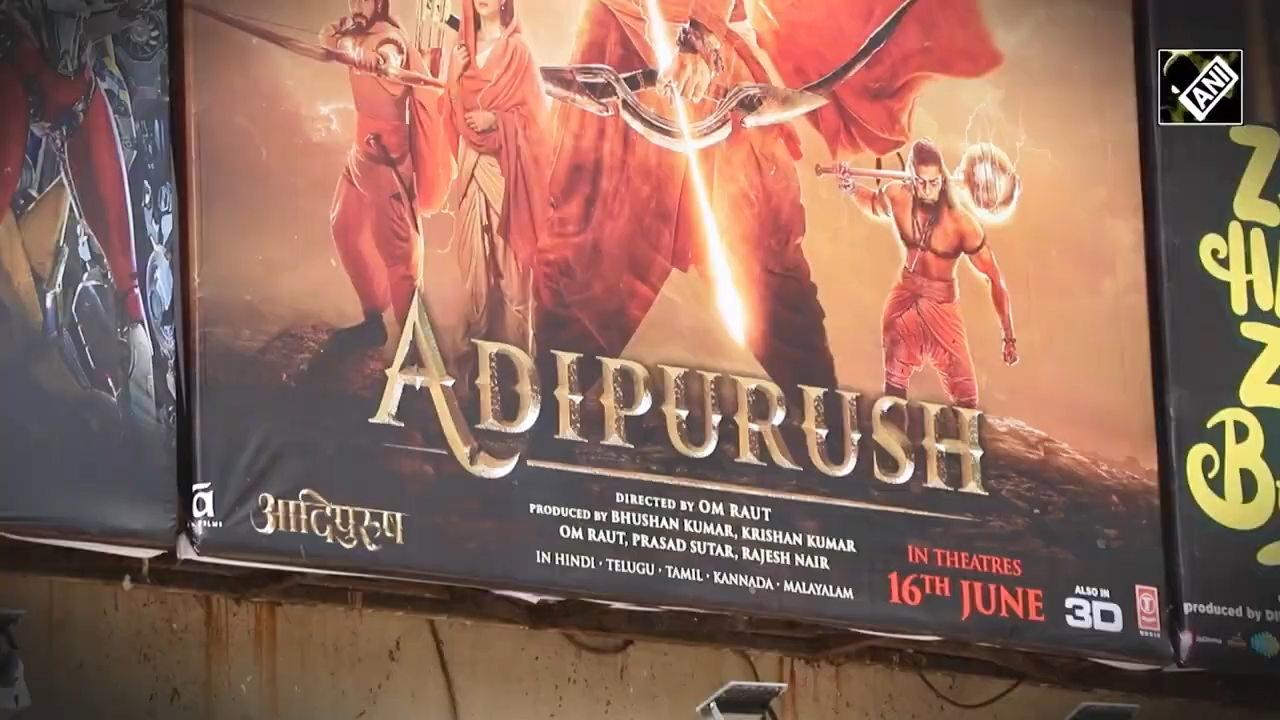 ANI
ADIPURUSH
आदिपुरुष
DIRECTED BY OM RAUT
PRODUCED BY BHUSHAN KUMAR, KRISHAN KUMAR
OM RAUT, PRASAD SUTAR, RAJESH NAIR
IN HINDI · TELUGU · TAMIL · KANNADA · MALAYALAM
IN THEATRES
16TH JUNE
ALSO IN
3D
produced by